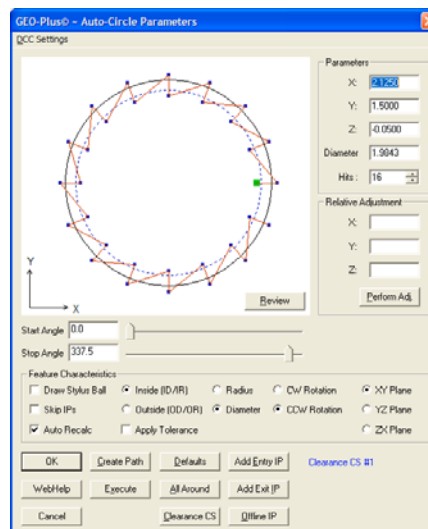 GEO-Plus© – Auto-Circle Parameters
DCC Settings
Parameters
X: 2.1250
Y: 1.5000
Z: -0.0500
Diameter 1.9843
Hits : 16
Relative Adjustment
X:
Y:
Z:
Perform Adj.
Y
X
Review
Start Angle 0.0
Stop Angle 337.5
Feature Characteristics
Draw Stylus Ball Inside (ID/IR) Radius CW Rotation XY Plane
Skip IPs Outside (OD/OR) Diameter CCW Rotation YZ Plane
Auto Recalc Apply Tolerance ZX Plane
OK Create Path Defaults Add Entry IP Clearance CS #1
WebHelp Execute All Around Add Exit IP
Cancel Clearance CS Offline IP